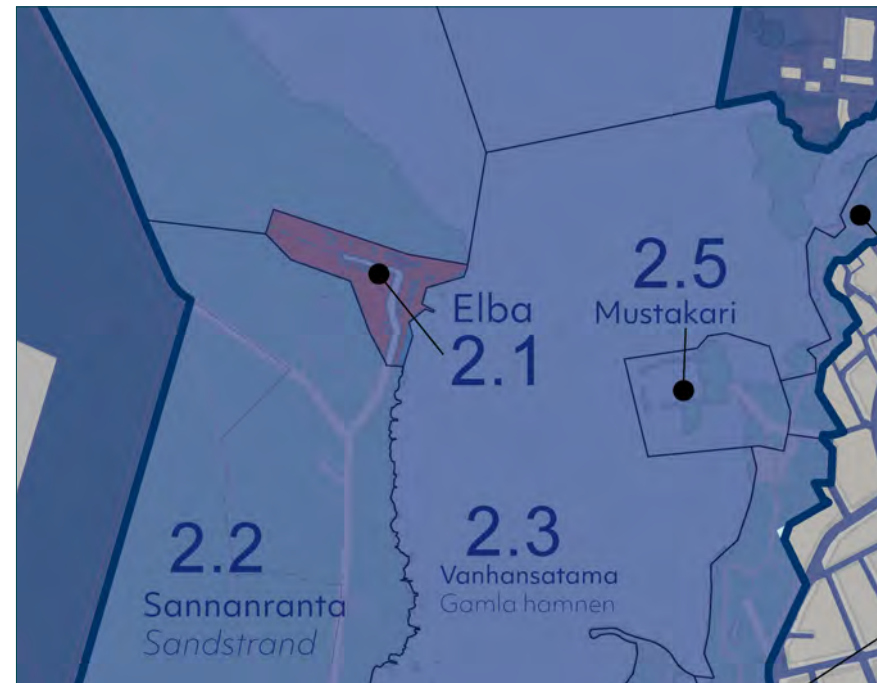 2.5
Mustakari
Elba
2.1
2.2
Sannanranta
Sandstrand
2.3
Vanhansatama
Gamla hamnen